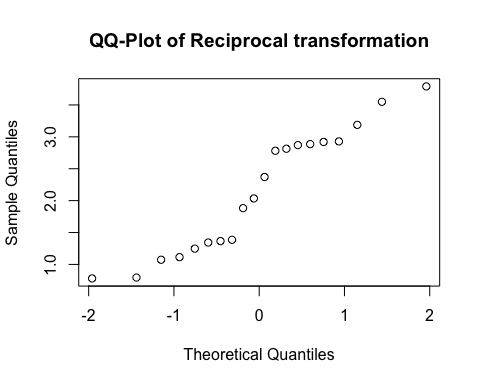 QQ-Plot of Reciprocal transformation
Sample Quantiles
3.0
2.0
1.0
-2 -1 0 1 2
Theoretical Quantiles